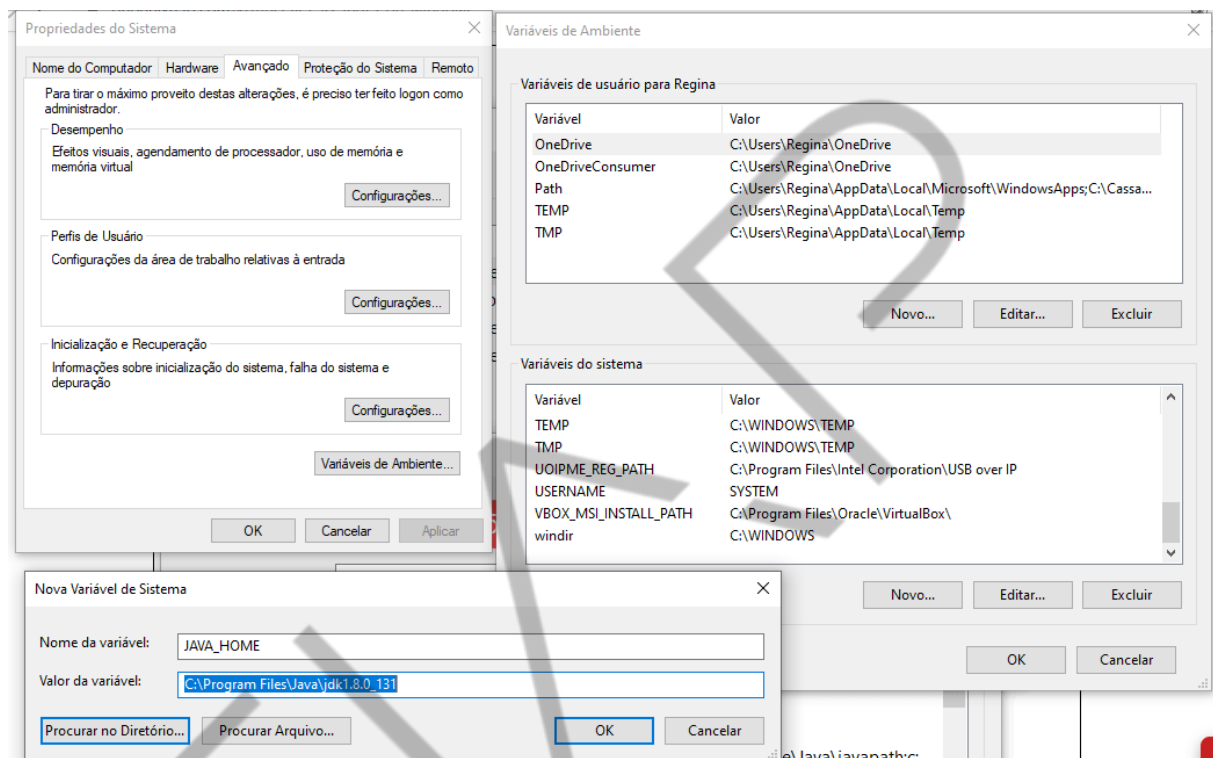 Propriedades do Sistema
Nome do Computador Hardware Avançado Proteção do Sistema Remoto
Para tirar o máximo proveito destas alterações, é preciso ter feito logon como
administrador.
Desempenho
Efeitos visuais, agendamento de processador, uso de memória e
memória virtual
Configurações...
Perfis de Usuário
Configurações da área de trabalho relativas à entrada
Configurações...
Inicialização e Recuperação
Informações sobre inicialização do sistema, falha do sistema e
depuração
Configurações...
Variáveis de Ambiente...
OK Cancelar Aplicar
Variáveis de Ambiente
Variáveis de usuário para Regina
Variável Valor
OneDrive C:\Users\Regina\OneDrive
OneDriveConsumer C:\Users\Regina\OneDrive
Path C:\Users\Regina\AppData\Local\Microsoft\WindowsApps;C:\Cassa...
TEMP C:\Users\Regina\AppData\Local\Temp
TMP C:\Users\Regina\AppData\Local\Temp
Novo... Editar... Excluir
Variáveis do sistema
Variável Valor
TEMP C:\WINDOWS\TEMP
TMP C:\WINDOWS\TEMP
UOIPME_REG_PATH C:\Program Files\Intel Corporation\USB over IP
USERNAME SYSTEM
VBOX_MSI_INSTALL_PATH C:\Program Files\Oracle\VirtualBox\
windir C:\WINDOWS
Novo... Editar... Excluir
OK Cancelar
Nova Variável de Sistema
Nome da variável: JAVA_HOME
Valor da variável: C:\Program Files\Java\jdk1.8.0_131
Procurar no Diretório... Procurar Arquivo... OK Cancelar
e\Java\javapath;c: